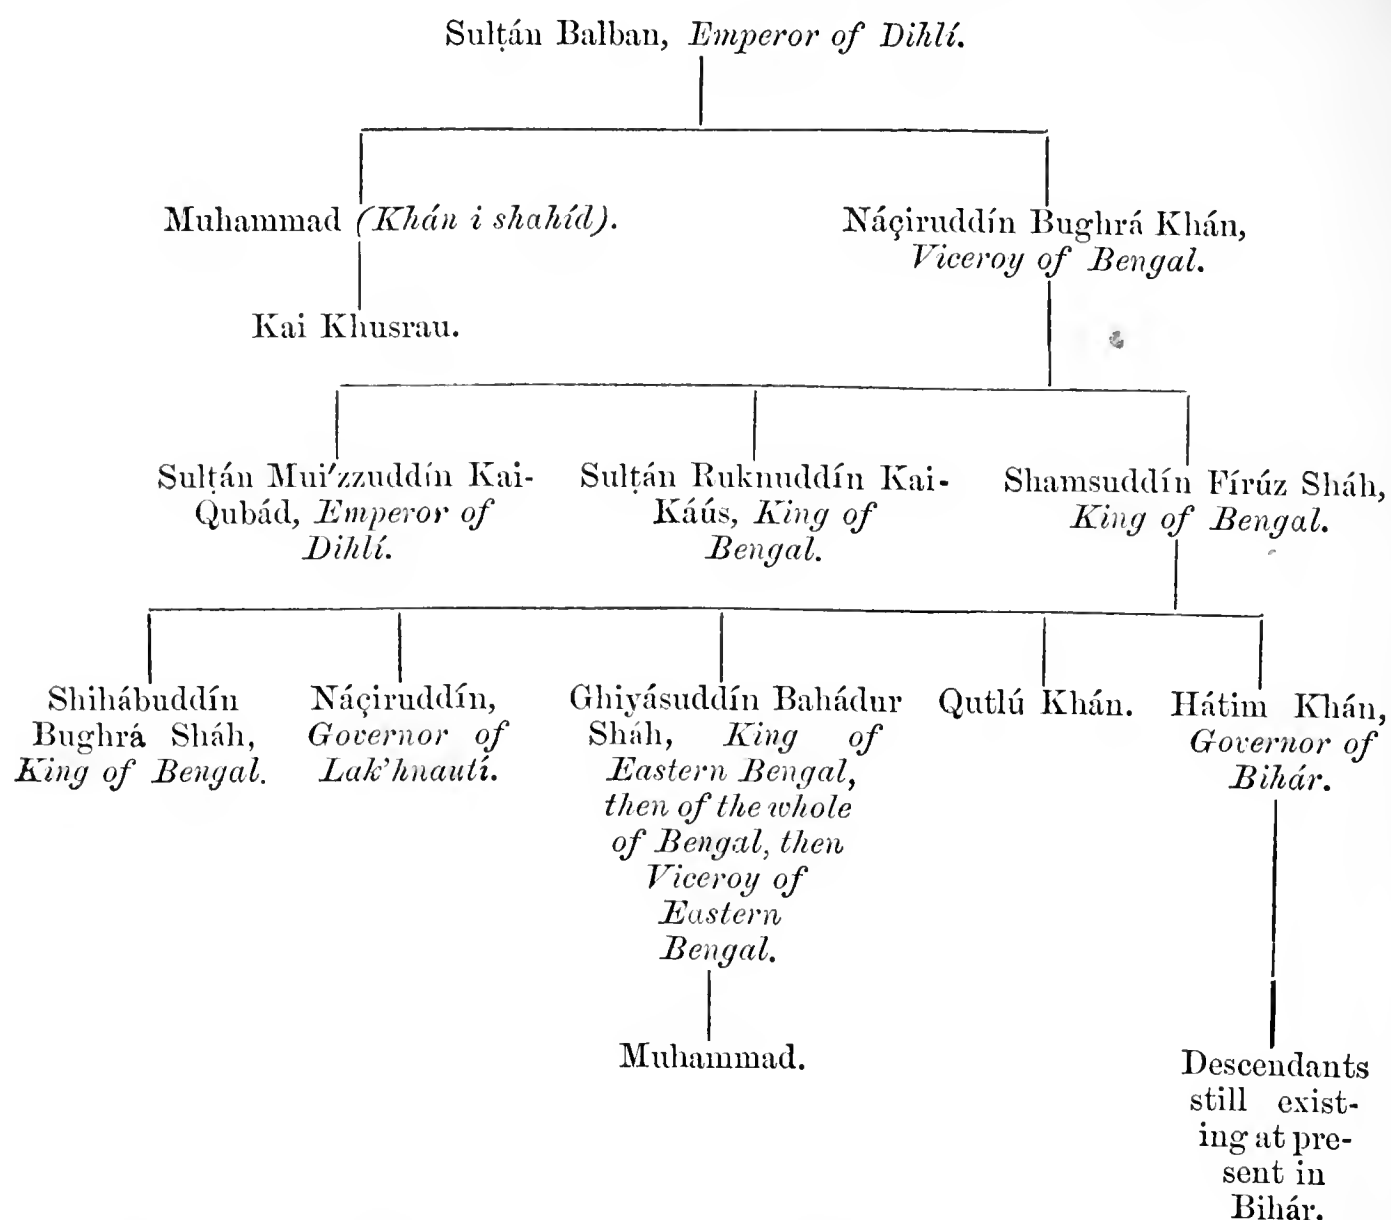 Sulṭán Balban, Emperor of Dihlí.
Muhammad (Khán i shahíd).
Náçiruddín Bughrá Khán,
Viceroy of Bengal.
Kai Khusrau.
Sulṭán Mui'zzuddín Kai-
Qubád, Emperor of
Dihlí.
Sulṭán Ruknuddín Kai-
Káús, King of
Bengal.
Shamsuddín Fírúz Sháh,
King of Bengal.
Shihábuddín
Bughrá Sháh,
King of Bengal.
Náçiruddín,
Governor of
Lak'hnautí.
Ghiyásuddín Bahádur
Sháh, King of
Eastern Bengal,
then of the whole
of Bengal, then
Viceroy of
Eastern
Bengal.
Qutlú Khán.
Hátim Khán,
Governor of
Bihár.
Muhammad.
Descendants
still exist-
ing at pre-
sent in
Bihár.